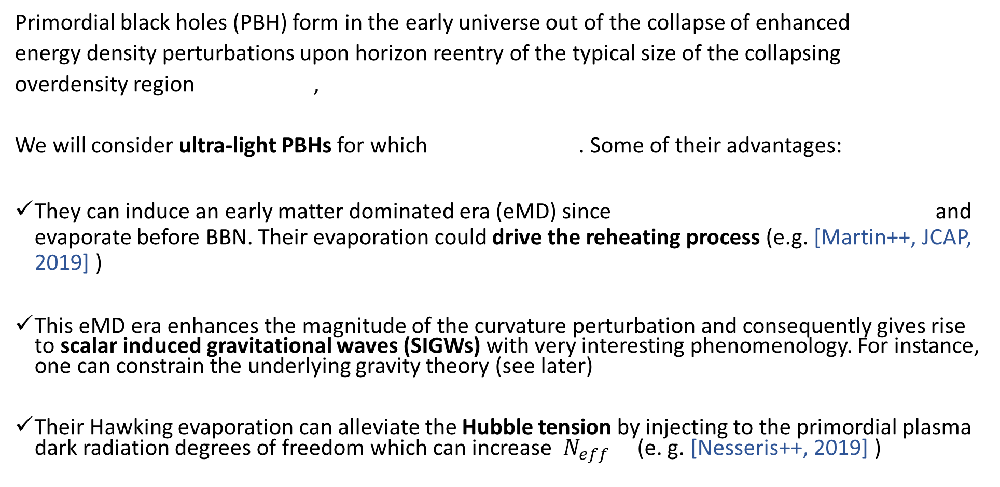 Primordial black holes (PBH) form in the early universe out of the collapse of enhanced
energy density perturbations upon horizon reentry of the typical size of the collapsing
overdensity region ,
We will consider ultra-light PBHs for which . Some of their advantages:
✓ They can induce an early matter dominated era (eMD) since and
evaporate before BBN. Their evaporation could drive the reheating process (e.g. [Martin++, JCAP,
2019] )
✓ This eMD era enhances the magnitude of the curvature perturbation and consequently gives rise
to scalar induced gravitational waves (SIGWs) with very interesting phenomenology. For instance,
one can constrain the underlying gravity theory (see later)
✓ Their Hawking evaporation can alleviate the Hubble tension by injecting to the primordial plasma
dark radiation degrees of freedom which can increase N_eff (e. g. [Nesseris++, 2019] )